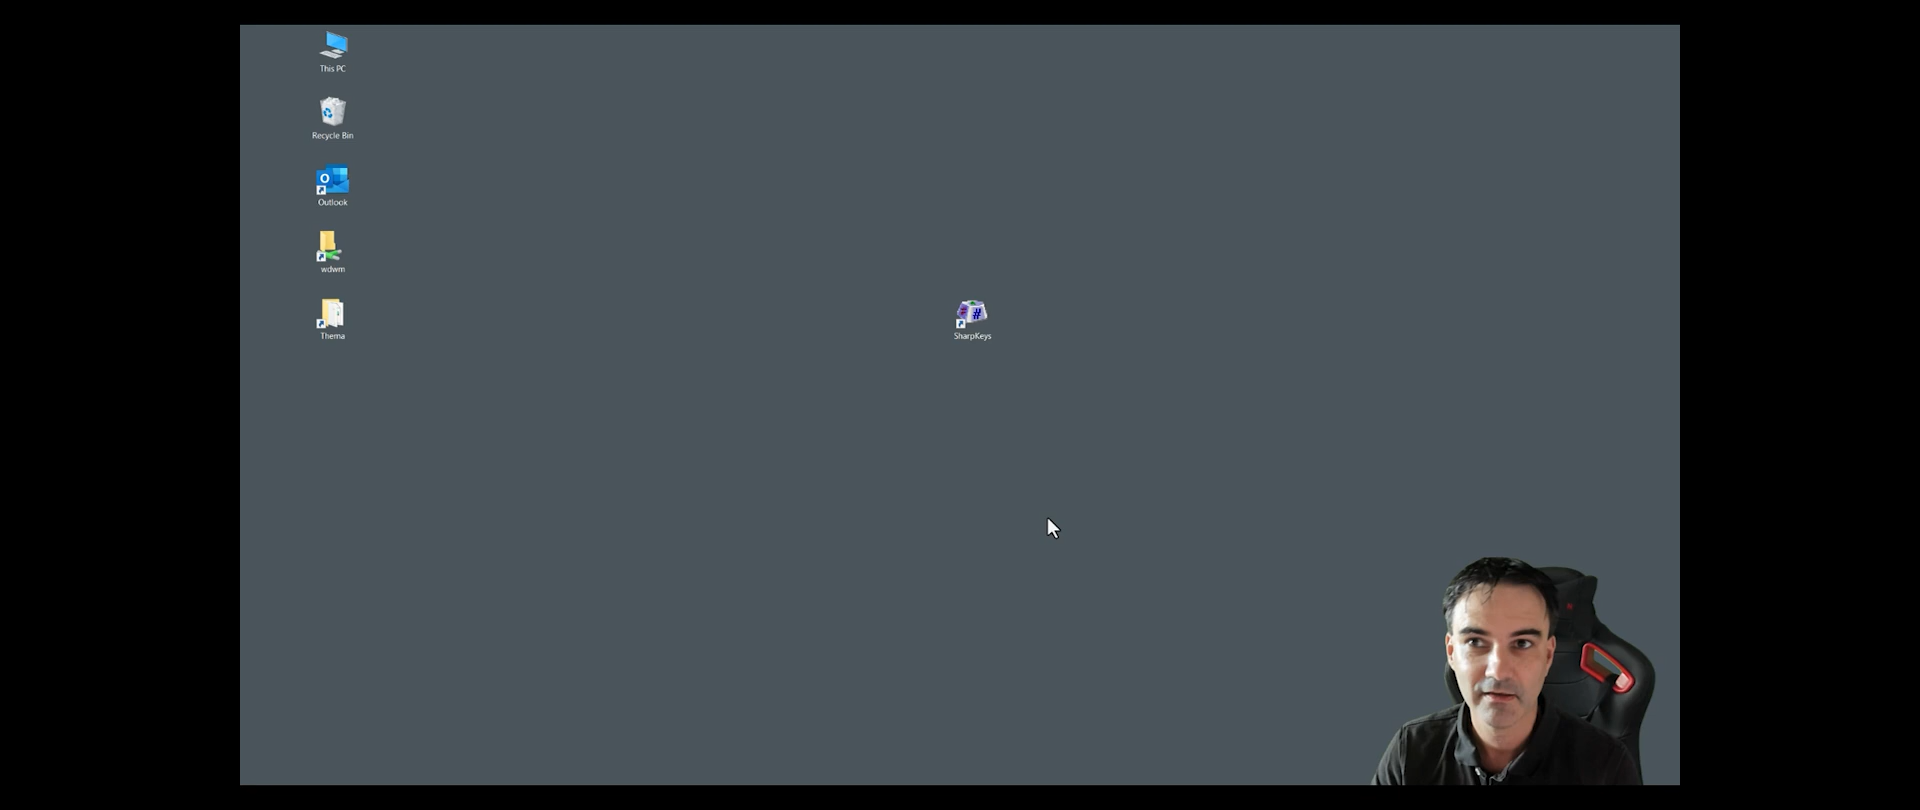 This PC
Recycle Bin
Outlook
wdwm
Thema
SharpKeys